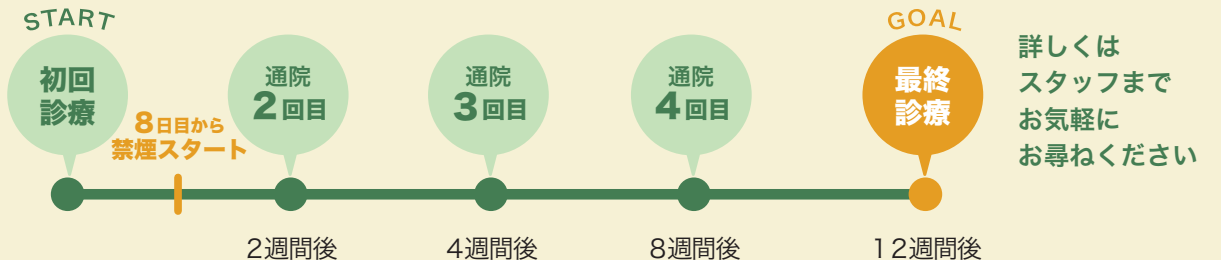 START
初回
診療
8日目から
禁煙スタート
通院
2回目
2週間後
通院
3回目
4週間後
通院
4回目
8週間後
GOAL
最終
診療
12週間後
詳しくは
スタッフまで
お気軽に
お尋ねください